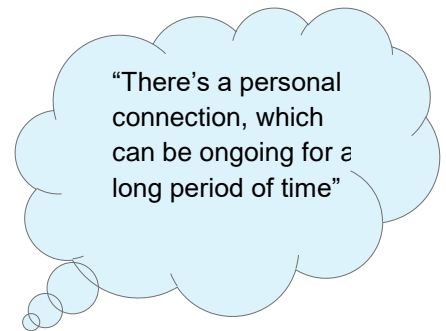 “There’s a personal
connection, which
can be ongoing for a
long period of time”